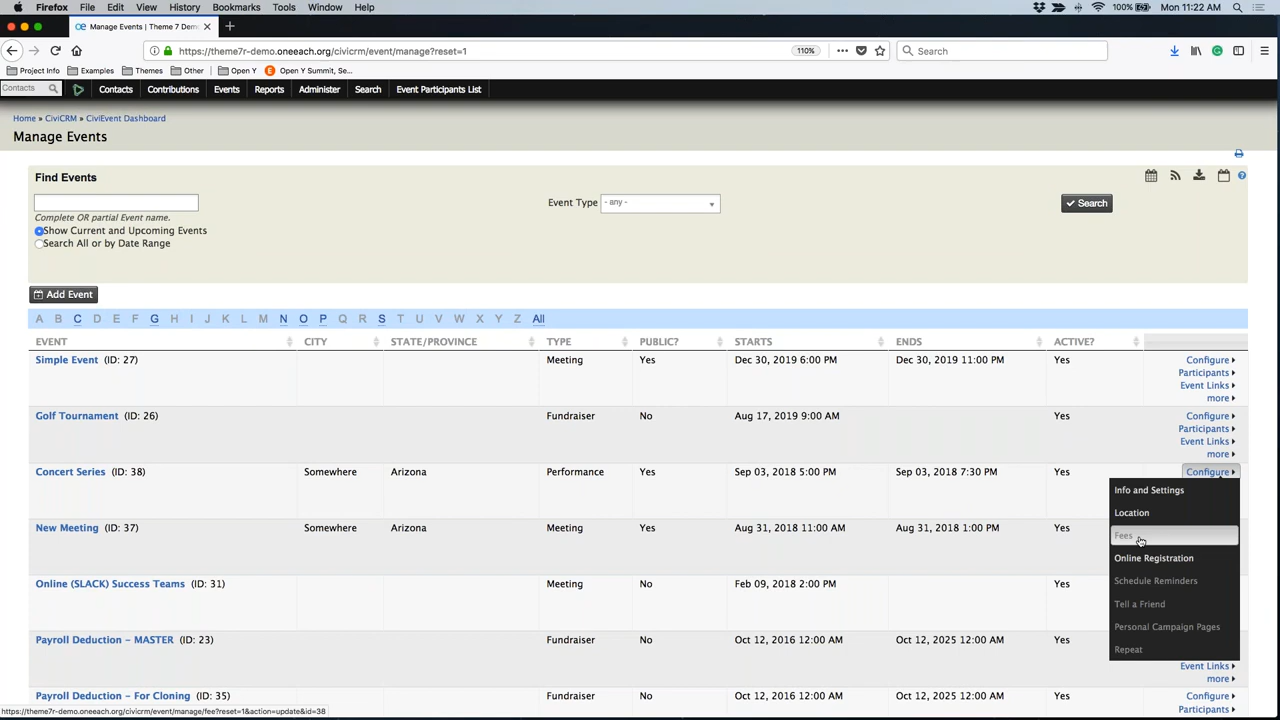 Firefox File Edit View History Bookmarks Tools Window Help 100% Mon 11:22 AM
Manage Events | Theme 7 Dem
https://theme7r-demo.oneeach.org/civicrm/event/manage?reset=1 110% Search
Project Info Examples Themes Other Open Y Open Y Summit, Se...
Contacts Contacts Contributions Events Reports Administer Search Event Participants List
Home » CiviCRM » CiviEvent Dashboard
Manage Events
Find Events
Event Type - any - Search
Complete OR partial Event name.
Show Current and Upcoming Events
Search All or by Date Range
Add Event
A B C D E F G H I J K L M N O P Q R S T U V W X Y Z All
EVENT CITY STATE/PROVINCE TYPE PUBLIC? STARTS ENDS ACTIVE?
Simple Event (ID: 27) Meeting Yes Dec 30, 2019 6:00 PM Dec 30, 2019 11:00 PM Yes Configure
Participants
Event Links
more
Golf Tournament (ID: 26) Fundraiser No Aug 17, 2019 9:00 AM Yes Configure
Participants
Event Links
more
Concert Series (ID: 38) Somewhere Arizona Performance Yes Sep 03, 2018 5:00 PM Sep 03, 2018 7:30 PM Yes Configure
Info and Settings
Location
New Meeting (ID: 37) Somewhere Arizona Meeting Yes Aug 31, 2018 11:00 AM Aug 31, 2018 1:00 PM Yes
Fees
Online Registration
Online (SLACK) Success Teams (ID: 31) Meeting No Feb 09, 2018 2:00 PM Yes
Schedule Reminders
Tell a Friend
Personal Campaign Pages
Payroll Deduction - MASTER (ID: 23) Fundraiser No Oct 12, 2016 12:00 AM Oct 12, 2025 12:00 AM Yes
Repeat
Event Links
more
Payroll Deduction - For Cloning (ID: 35) Fundraiser No Oct 12, 2016 12:00 AM Oct 12, 2025 12:00 AM Yes Configure
Participants
https://theme7r-demo.oneeach.org/civicrm/event/manage/fee?reset=1&action=update&id=38